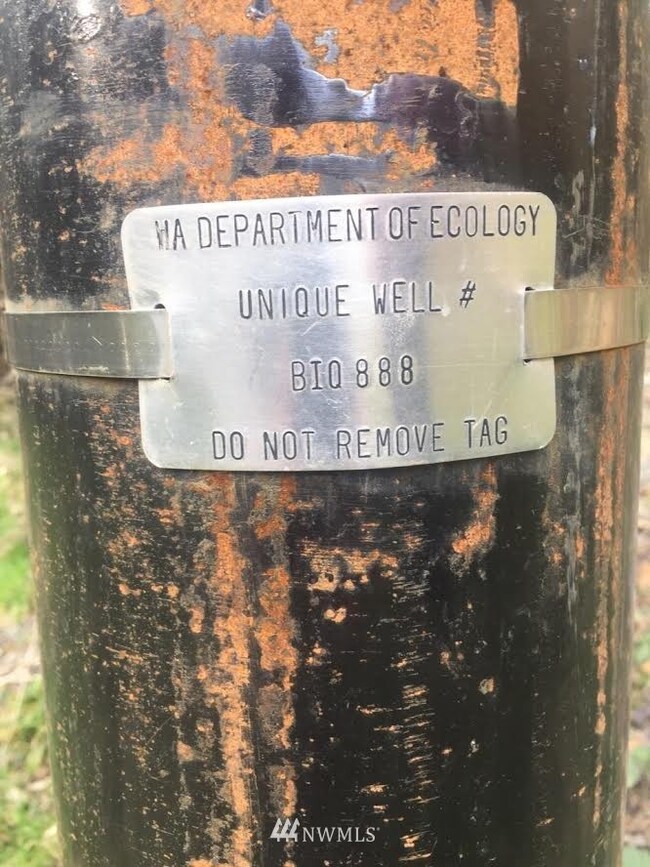 WA DEPARTMENT OF ECOLOGY
UNIQUE WELL #
BIQ 888
DO NOT REMOVE TAG
NWMLS